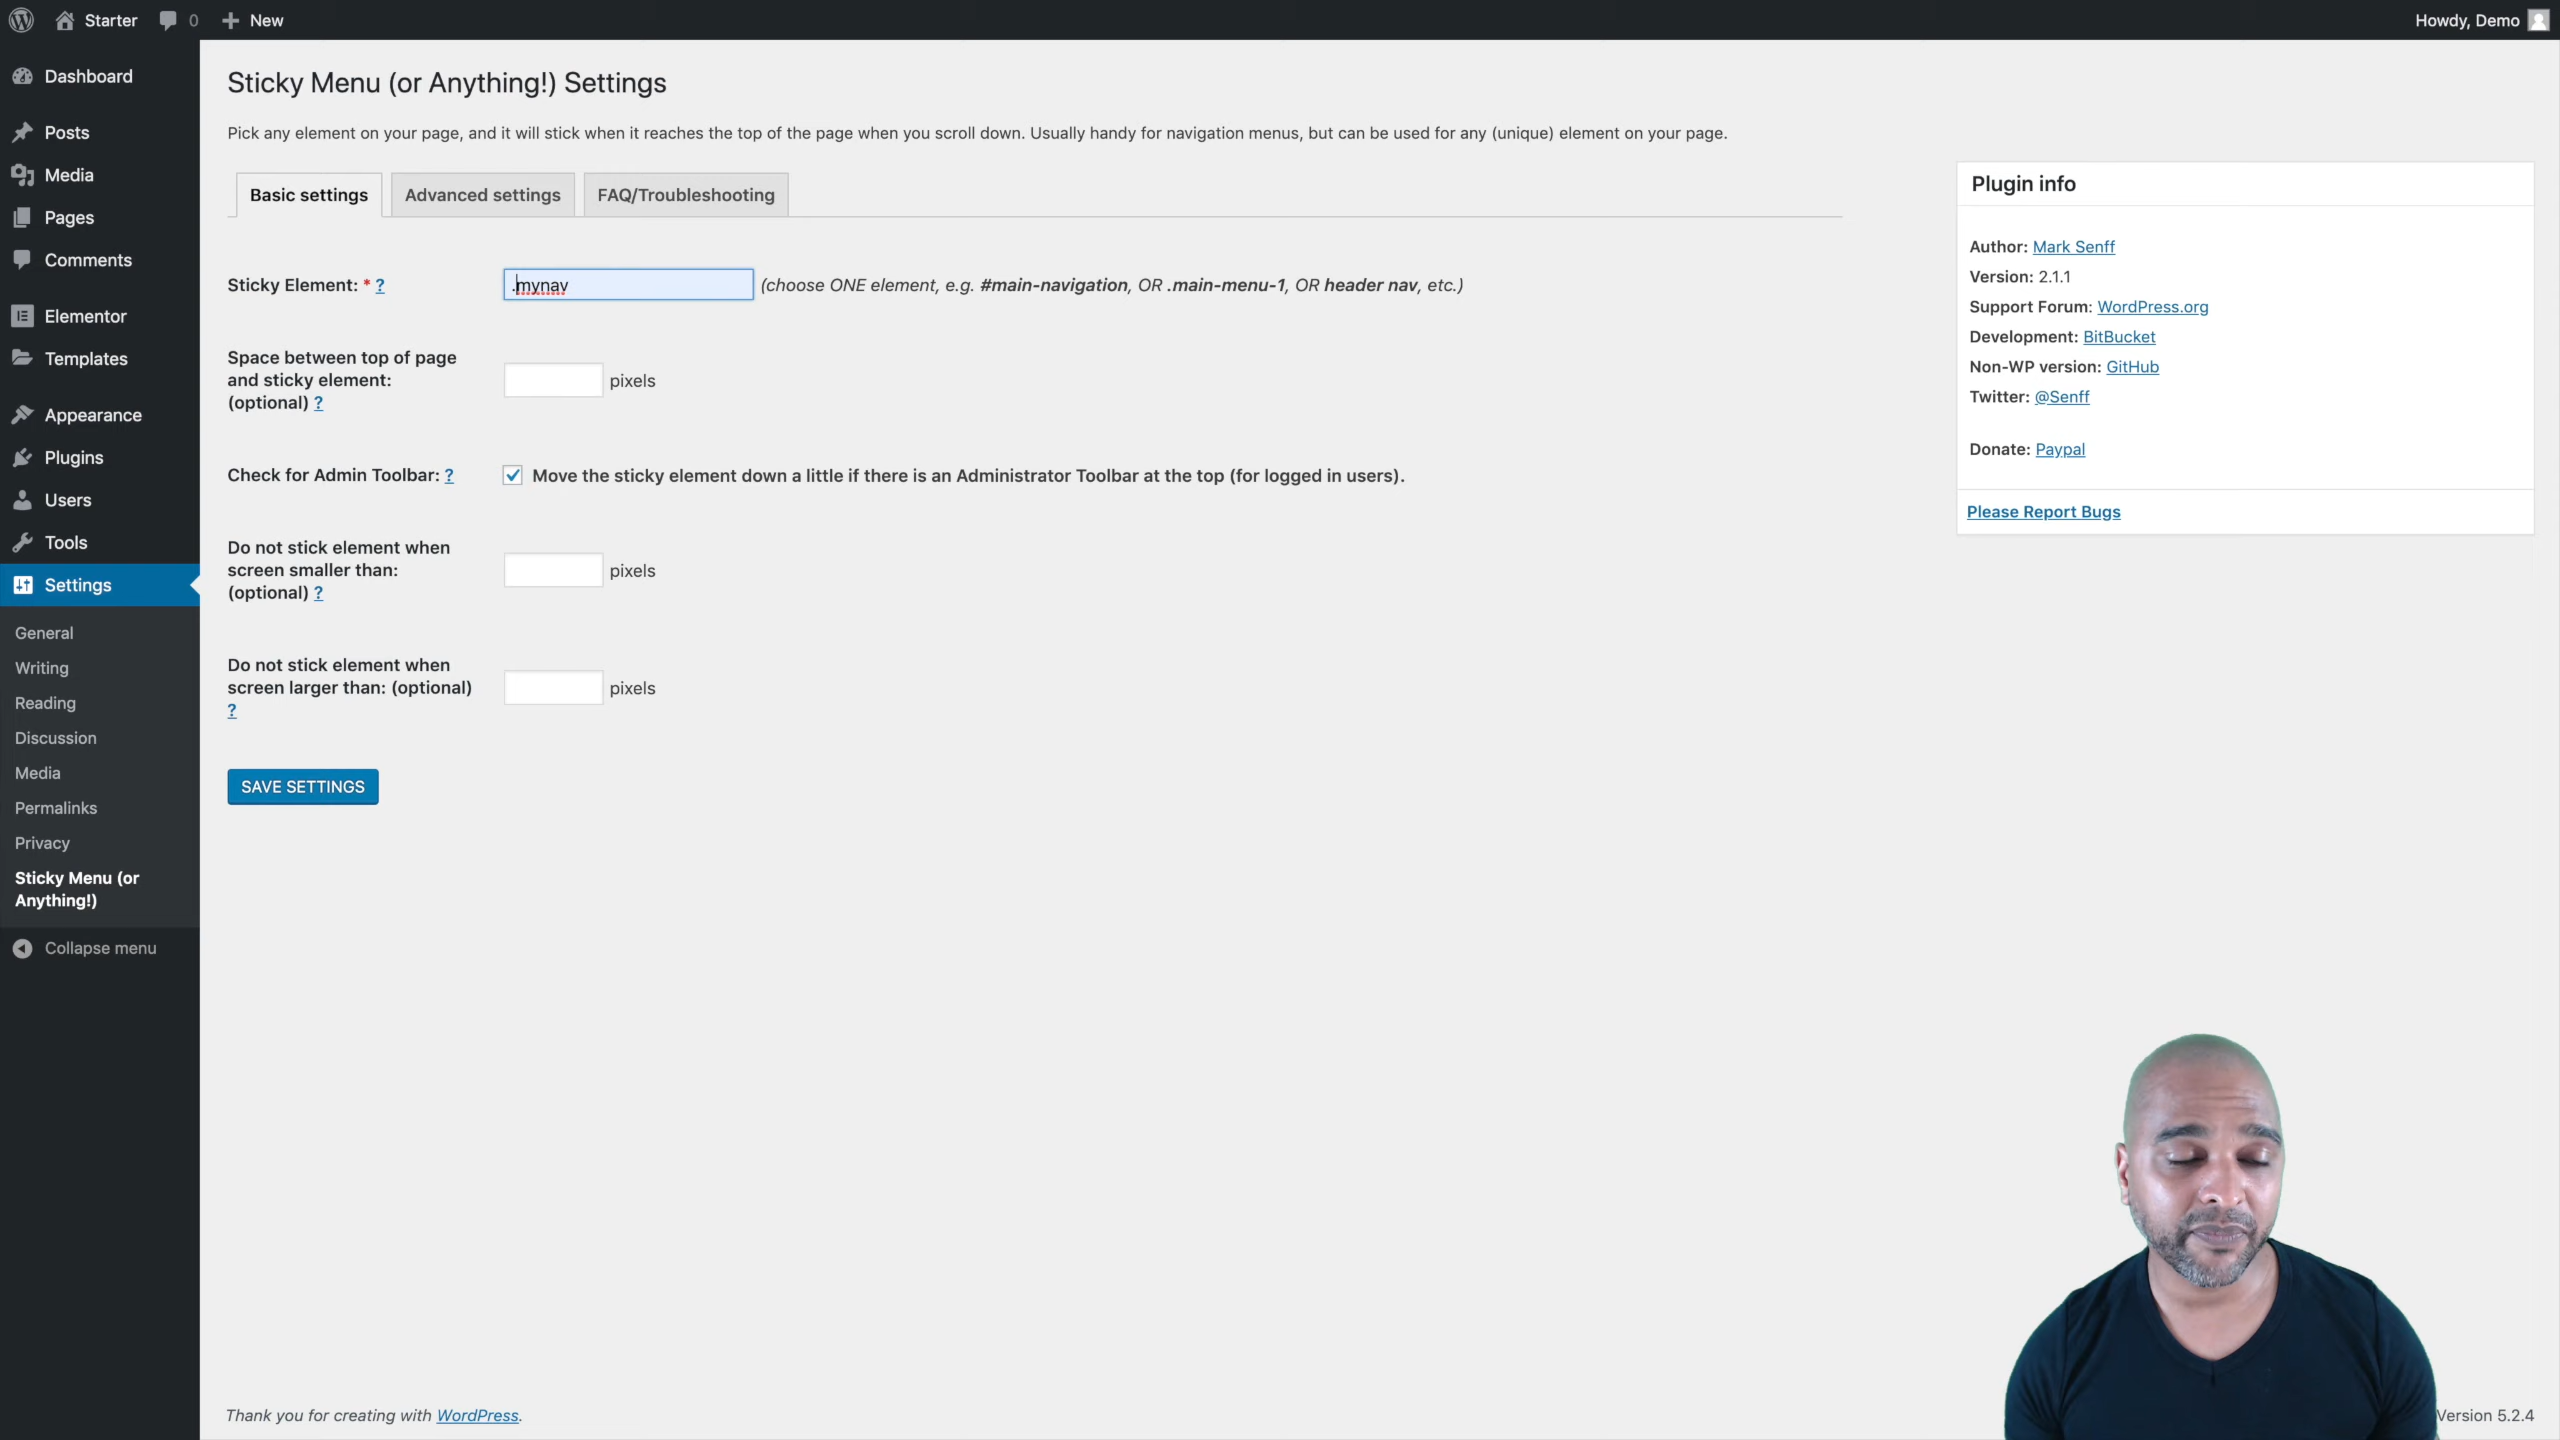 Starter 0 New Howdy, Demo
Dashboard
Posts
Media
Pages
Comments
Elementor
Templates
Appearance
Plugins
Users
Tools
Settings
General
Writing
Reading
Discussion
Media
Permalinks
Privacy
Sticky Menu (or
Anything!)
Collapse menu
Sticky Menu (or Anything!) Settings
Pick any element on your page, and it will stick when it reaches the top of the page when you scroll down. Usually handy for navigation menus, but can be used for any (unique) element on your page.
Basic settings Advanced settings FAQ/Troubleshooting
Sticky Element: * ? .mynav (choose ONE element, e.g. #main-navigation, OR .main-menu-1, OR header nav, etc.)
Space between top of page
and sticky element:
(optional) ? pixels
Check for Admin Toolbar: ? Move the sticky element down a little if there is an Administrator Toolbar at the top (for logged in users).
Do not stick element when
screen smaller than:
(optional) ? pixels
Do not stick element when
screen larger than: (optional)
? pixels
SAVE SETTINGS
Plugin info
Author: Mark Senff
Version: 2.1.1
Support Forum: WordPress.org
Development: BitBucket
Non-WP version: GitHub
Twitter: @Senff
Donate: Paypal
Please Report Bugs
Thank you for creating with WordPress. Version 5.2.4